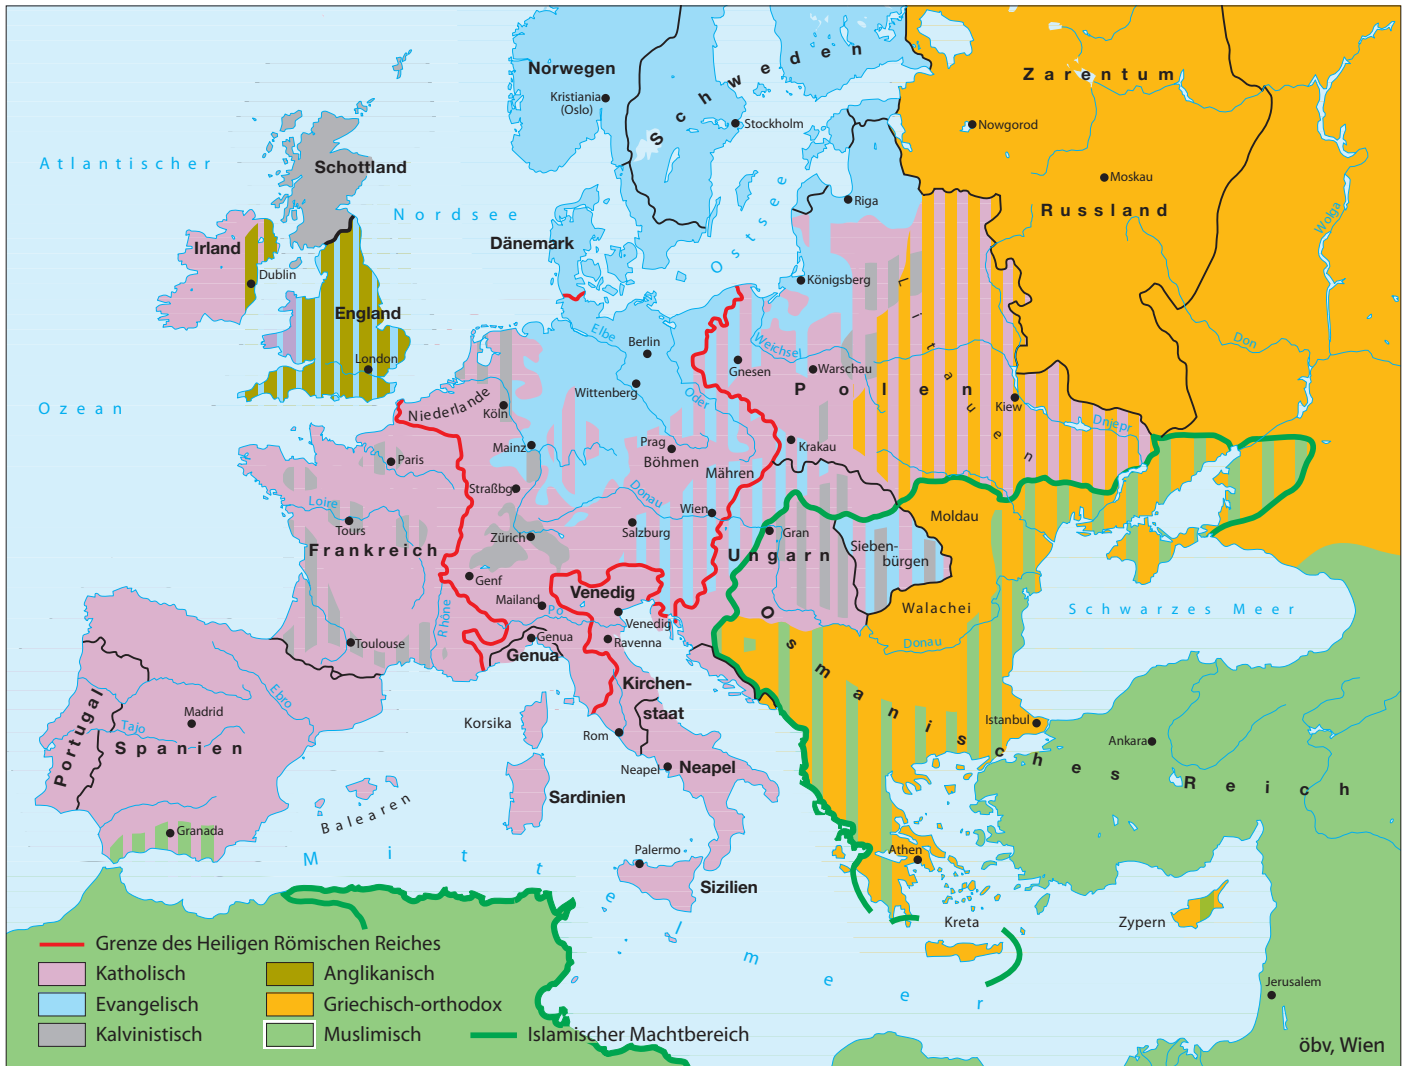 Norwegen
Kristiania
(Oslo)
Schweden
Stockholm
Zarentum
Nowgorod
Moskau
Russland
Wolga
Don
Atlantischer
Ozean
Schottland
Nordsee
Ostsee
Riga
Irland
Dublin
Dänemark
Königsberg
England
London
Elbe
Berlin
Wittenberg
Oder
Weichsel
Gnesen
Warschau
Polen
Litauen
Kiew
Dnjepr
Niederlande
Köln
Mainz
Prag
Böhmen
Mähren
Krakau
Paris
Straßbg
Donau
Wien
Salzburg
Loire
Tours
Frankreich
Zürich
Gran
Ungarn
Sieben-
bürgen
Moldau
Genf
Mailand
Po
Venedig
Venedig
Walachei
Donau
Schwarzes Meer
Rhône
Toulouse
Genua
Genua
Ravenna
Kirchen-
staat
Osmanisches Reich
Portugal
Ebro
Madrid
Tajo
Spanien
Korsika
Rom
Istanbul
Ankara
Neapel
Neapel
Sardinien
Balearen
Granada
Palermo
Sizilien
Athen
Mittelmeer
Kreta
Zypern
Jerusalem
Grenze des Heiligen Römischen Reiches
Katholisch
Anglikanisch
Evangelisch
Griechisch-orthodox
Kalvinistisch
Muslimisch
Islamischer Machtbereich
öbv, Wien